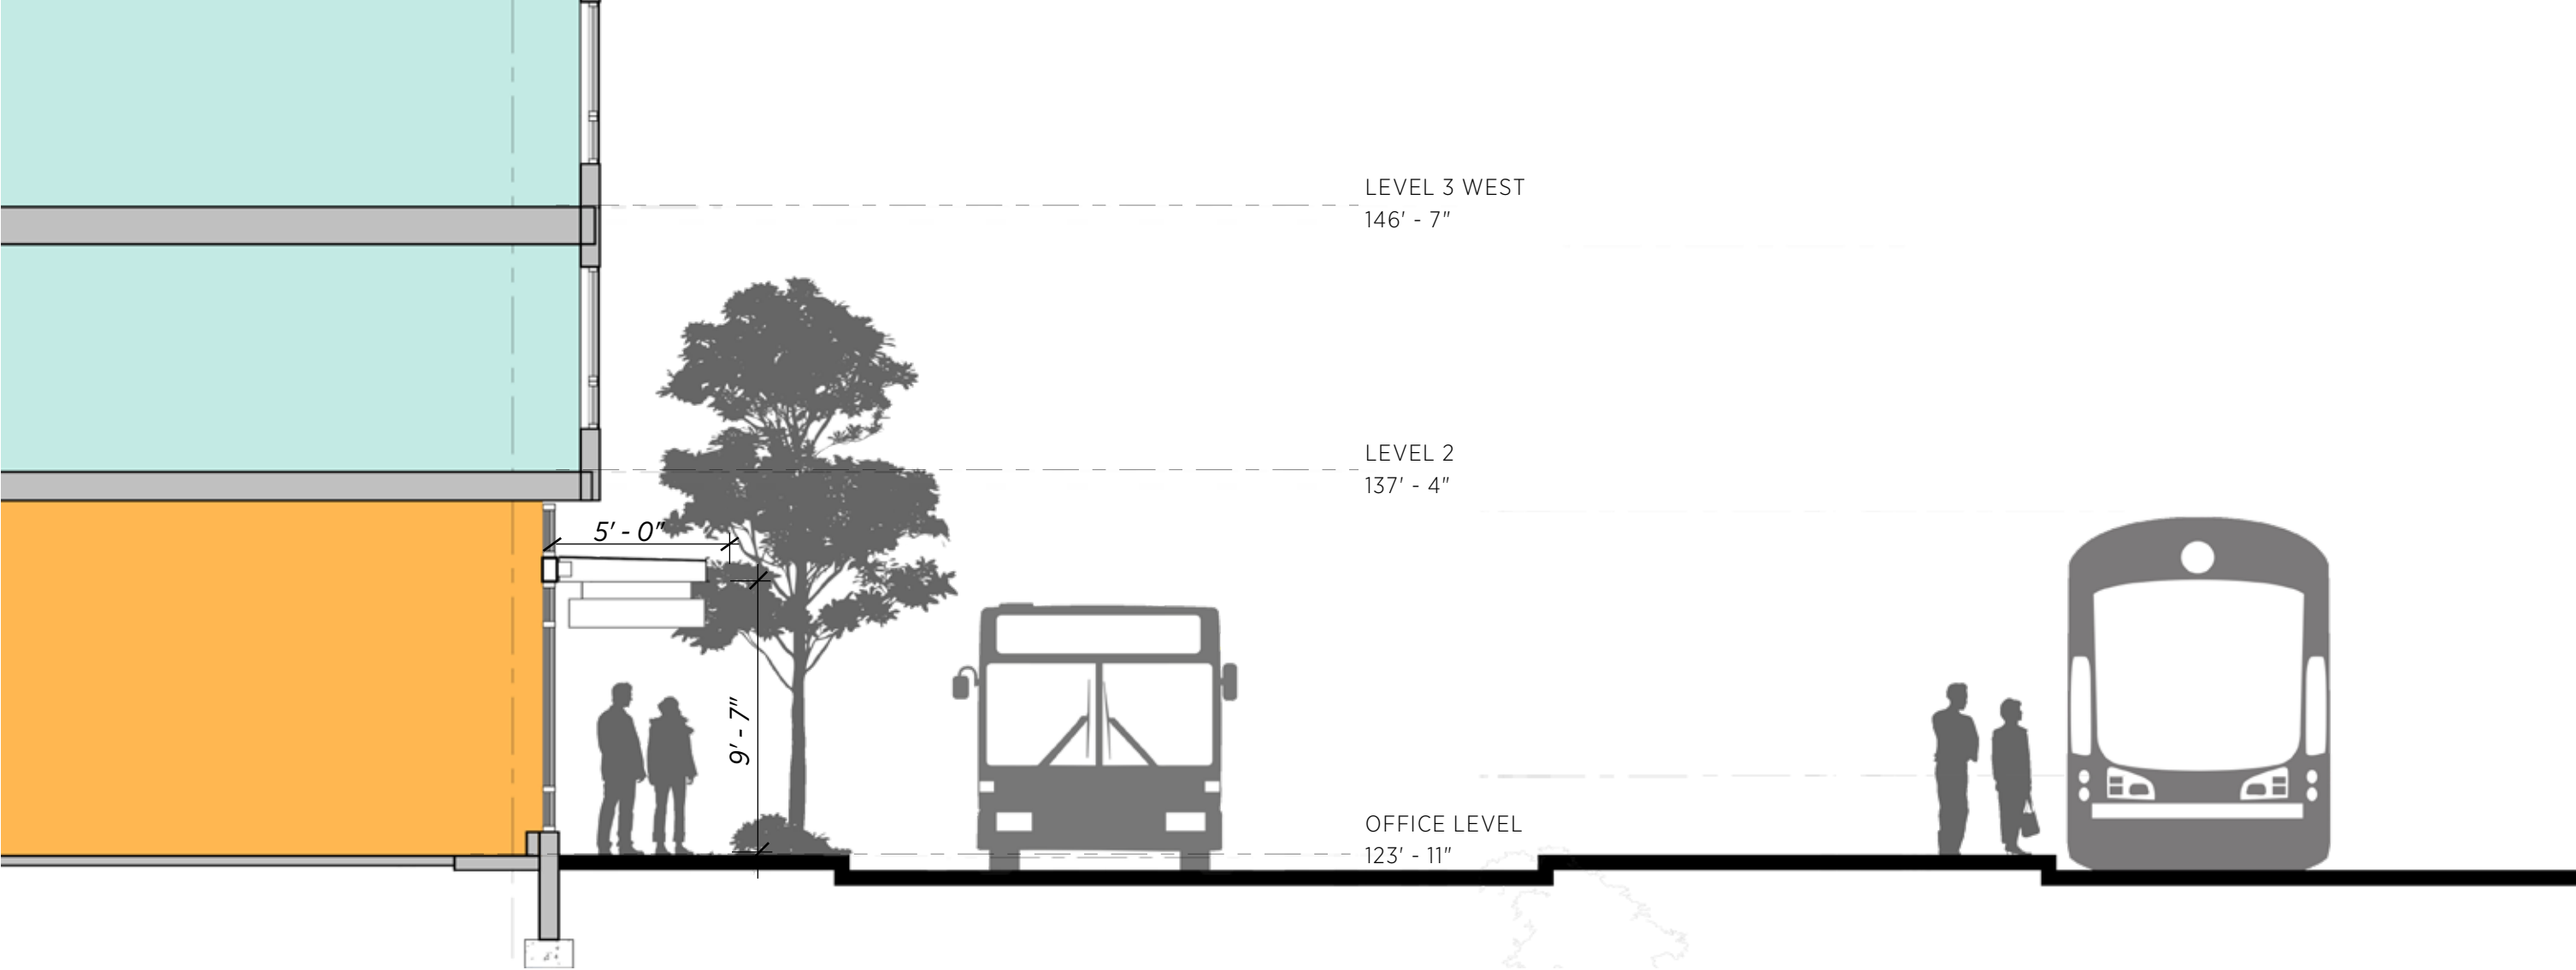 LEVEL 3 WEST
146' - 7"
LEVEL 2
137' - 4"
5' - 0"
9' - 7"
OFFICE LEVEL
123' - 11"